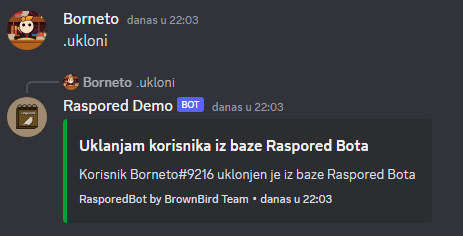 Borneto danas u 22:03
.ukloni
Borneto .ukloni
Raspored Demo BOT danas u 22:03
Uklanjam korisnika iz baze Raspored Bota
Korisnik Borneto#9216 uklonjen je iz baze Raspored Bota
RasporedBot by BrownBird Team • danas u 22:03